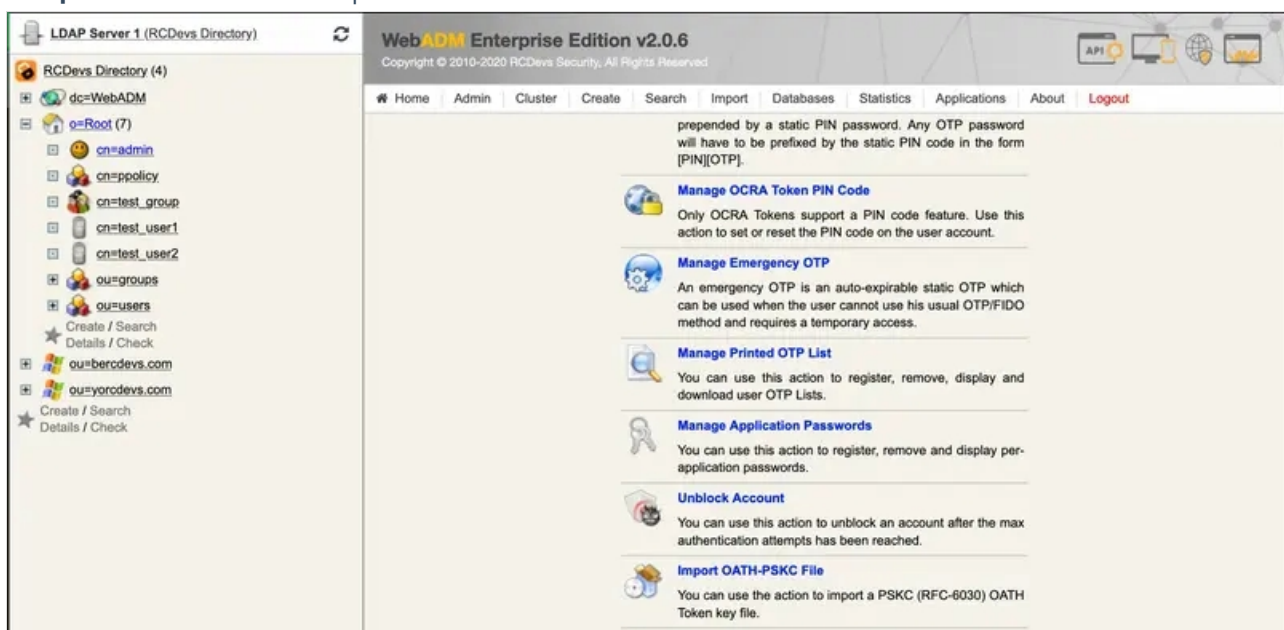 LDAP Server 1 (RCDevs Directory)
RCDevs Directory (4)
dc=WebADM
o=Root (7)
cn=admin
cn=ppolicy
cn=test_group
cn=test_user1
cn=test_user2
ou=groups
ou=users
Create / Search
Details / Check
ou=bercdevs.com
ou=yorcdevs.com
Create / Search
Details / Check
WebADM Enterprise Edition v2.0.6
Copyright © 2010-2020 RCDevs Security, All Rights Reserved
API
Home Admin Cluster Create Search Import Databases Statistics Applications About Logout
prepended by a static PIN password. Any OTP password
will have to be prefixed by the static PIN code in the form
[PIN][OTP].
Manage OCRA Token PIN Code
Only OCRA Tokens support a PIN code feature. Use this
action to set or reset the PIN code on the user account.
Manage Emergency OTP
An emergency OTP is an auto-expirable static OTP which
can be used when the user cannot use his usual OTP/FIDO
method and requires a temporary access.
Manage Printed OTP List
You can use this action to register, remove, display and
download user OTP Lists.
Manage Application Passwords
You can use this action to register, remove and display per-
application passwords.
Unblock Account
You can use this action to unblock an account after the max
authentication attempts has been reached.
Import OATH-PSKC File
You can use the action to import a PSKC (RFC-6030) OATH
Token key file.